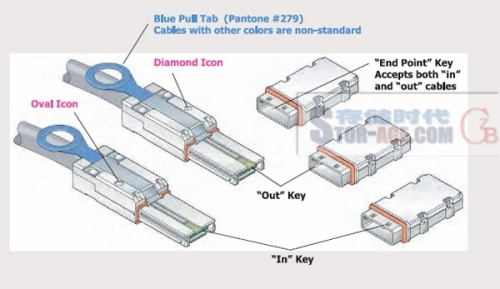 Blue Pull Tab (Pantone #279)
Cables with other colors are non-standard
Diamond Icon
"End Point" Key
Accepts both "in"
and "out" cables
Oval Icon
存储时代
STOR-AGE.COM
"Out" Key
"In" Key